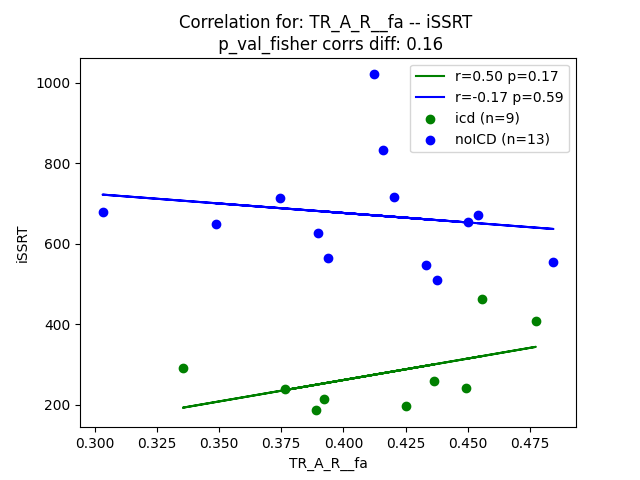 Correlation for: TR_A_R__fa -- iSSRT
p_val_fisher corrs diff: 0.16
r=0.50 p=0.17
r=-0.17 p=0.59
icd (n=9)
noICD (n=13)
1000
800
600
400
200
iSSRT
0.300 0.325 0.350 0.375 0.400 0.425 0.450 0.475
TR_A_R__fa